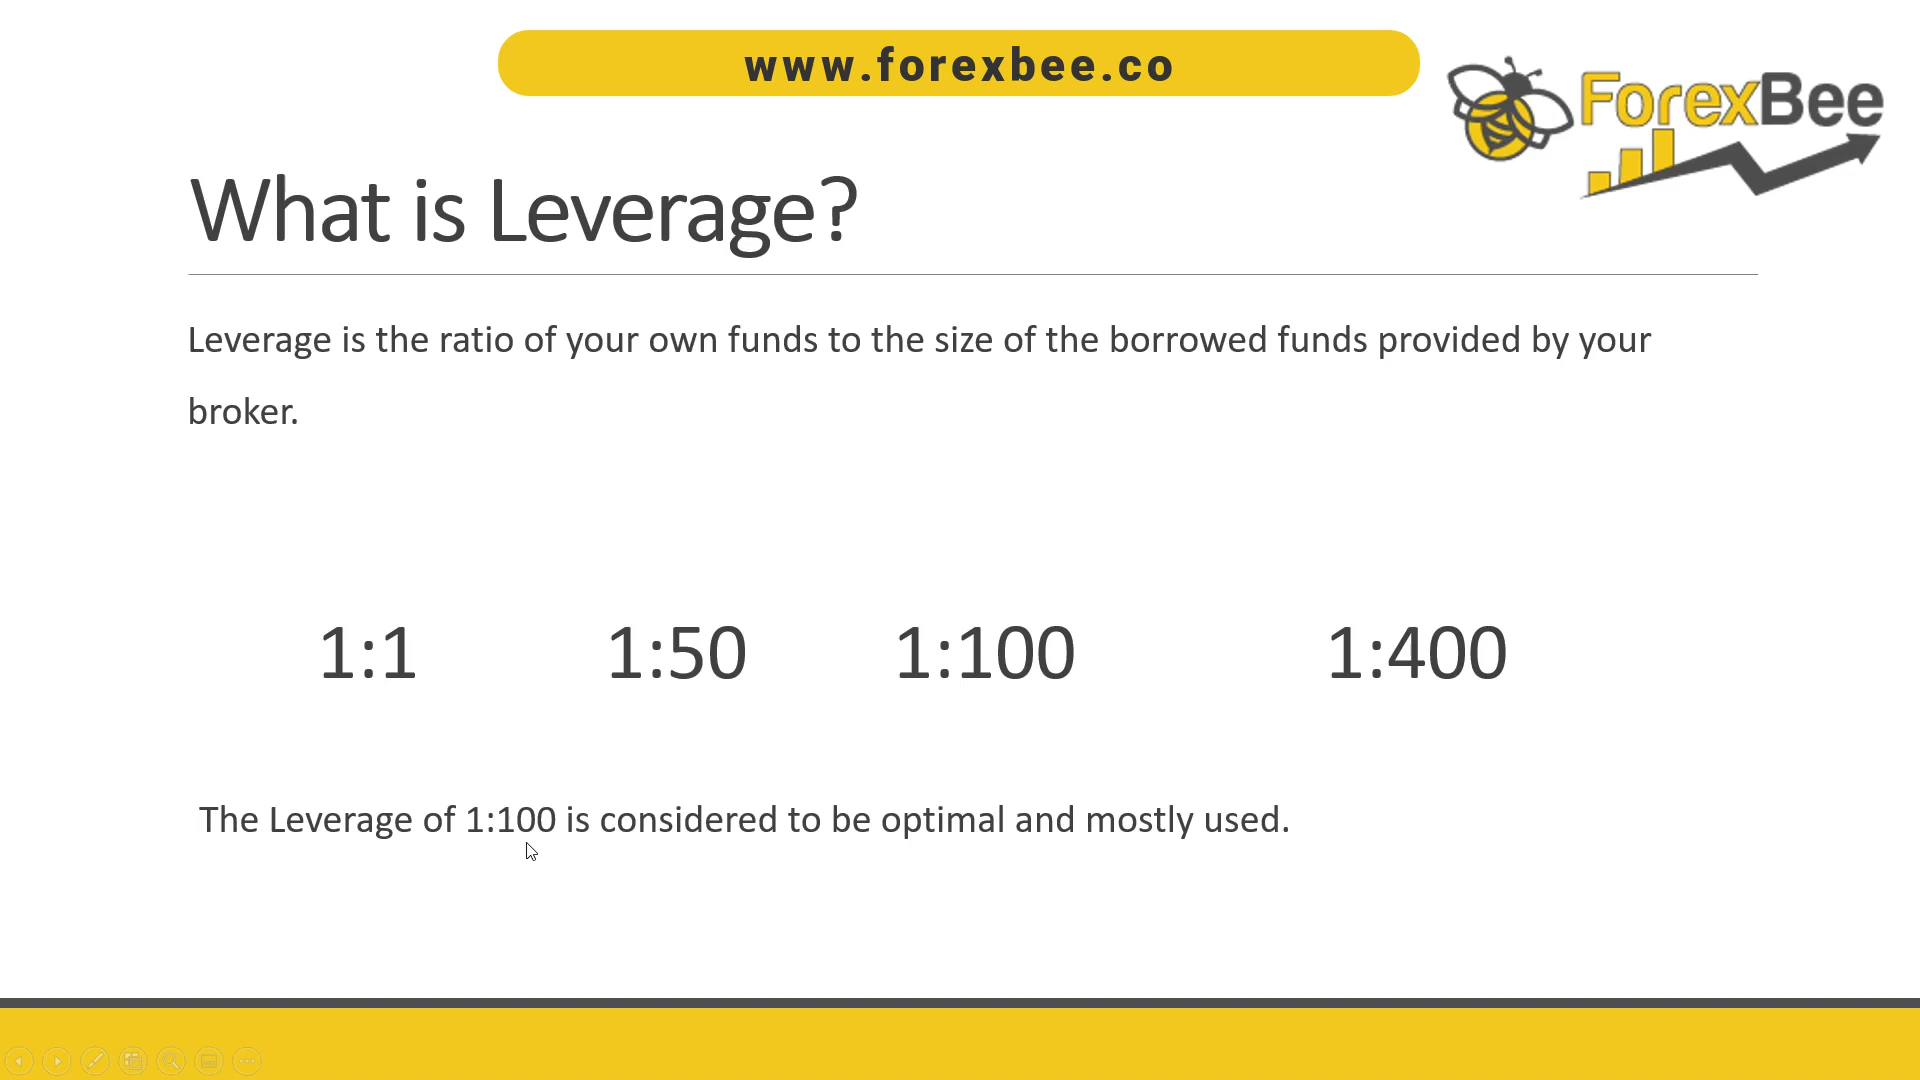 www.forexbee.co
ForexBee
What is Leverage?
Leverage is the ratio of your own funds to the size of the borrowed funds provided by your
broker.
1:1 1:50 1:100 1:400
The Leverage of 1:100 is considered to be optimal and mostly used.